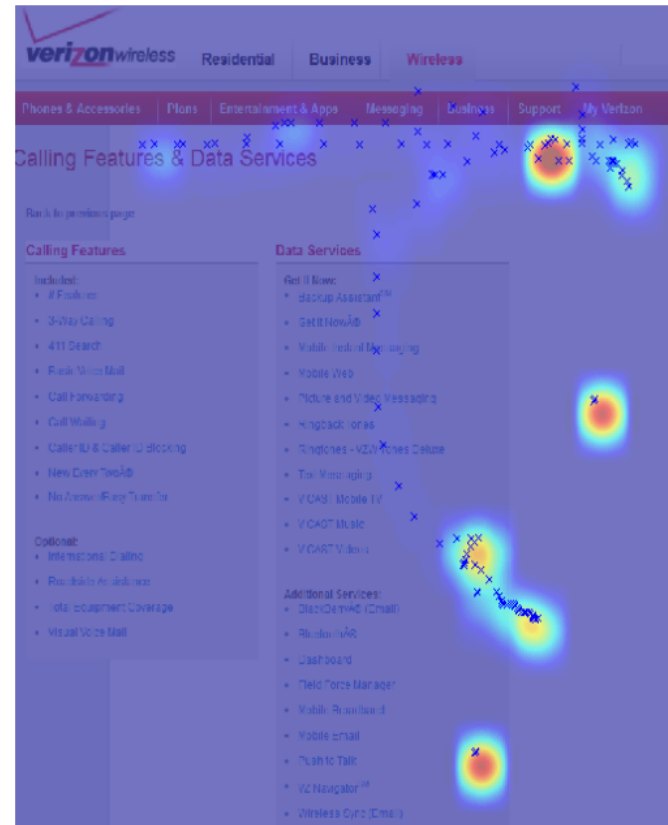 verizonwireless
Residential Business Wireless
Phones & Accessories Plans Entertainment & Apps Messaging Business Support My Verizon
Calling Features & Data Services
Back to previous page
Calling Features
Included:
# Features
3-Way Calling
411 Search
Basic Voice Mail
Call Forwarding
Call Waiting
Caller ID & Caller ID Blocking
New Every TwoÂ®
No Answer/Busy Transfer
Optional:
International Dialing
Roadside Assistance
Total Equipment Coverage
Visual Voice Mail
Data Services
Get It Now:
Backup Assistant
Get It NowÂ®
Mobile Instant Messaging
Mobile Web
Picture and Video Messaging
Ringback Tones
Ringtones - VZW Tones Deluxe
Text Messaging
V CAST Mobile TV
V CAST Music
V CAST Videos
Additional Services:
BlackBerryÂ® (Email)
BluetoothÂ®
Dashboard
Field Force Manager
Mobile Broadband
Mobile Email
Push to Talk
VZ Navigator
Wireless Sync (Email)